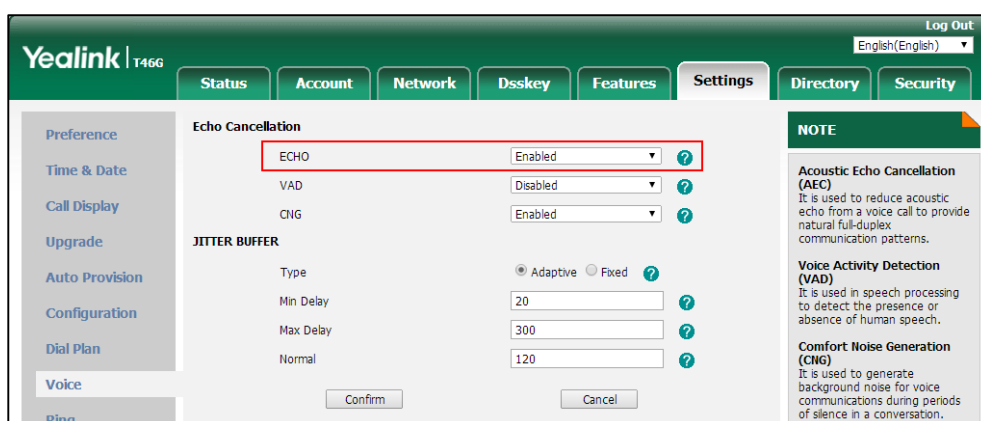 Log Out
Yealink | T46G
English(English)
Status Account Network Dsskey Features Settings Directory Security
Preference
Time & Date
Call Display
Upgrade
Auto Provision
Configuration
Dial Plan
Voice
Ring
Echo Cancellation
ECHO Enabled ?
VAD Disabled ?
CNG Enabled ?
JITTER BUFFER
Type Adaptive Fixed ?
Min Delay 20 ?
Max Delay 300 ?
Normal 120 ?
Confirm Cancel
NOTE
Acoustic Echo Cancellation
(AEC)
It is used to reduce acoustic
echo from a voice call to provide
natural full-duplex
communication patterns.
Voice Activity Detection
(VAD)
It is used in speech processing
to detect the presence or
absence of human speech.
Comfort Noise Generation
(CNG)
It is used to generate
background noise for voice
communications during periods
of silence in a conversation.